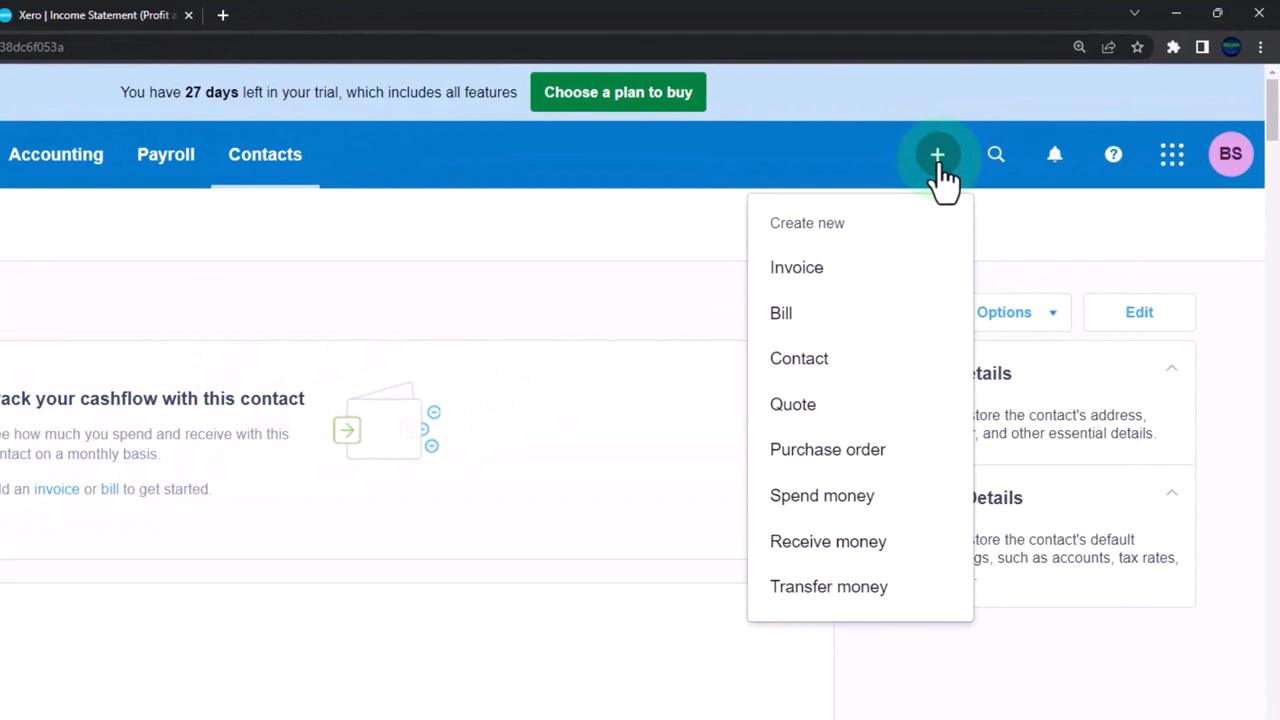 Xero | Income Statement (Profit a
38dc6f053a
You have 27 days left in your trial, which includes all features
Choose a plan to buy
Accounting
Payroll
Contacts
BS
Create new
Invoice
Bill
Contact
Quote
Purchase order
Spend money
Receive money
Transfer money
Options
Edit
ack your cashflow with this contact
e how much you spend and receive with this
ntact on a monthly basis.
d an invoice or bill to get started.
etails
tore the contact's address,
, and other essential details.
Details
tore the contact's default
gs, such as accounts, tax rates,